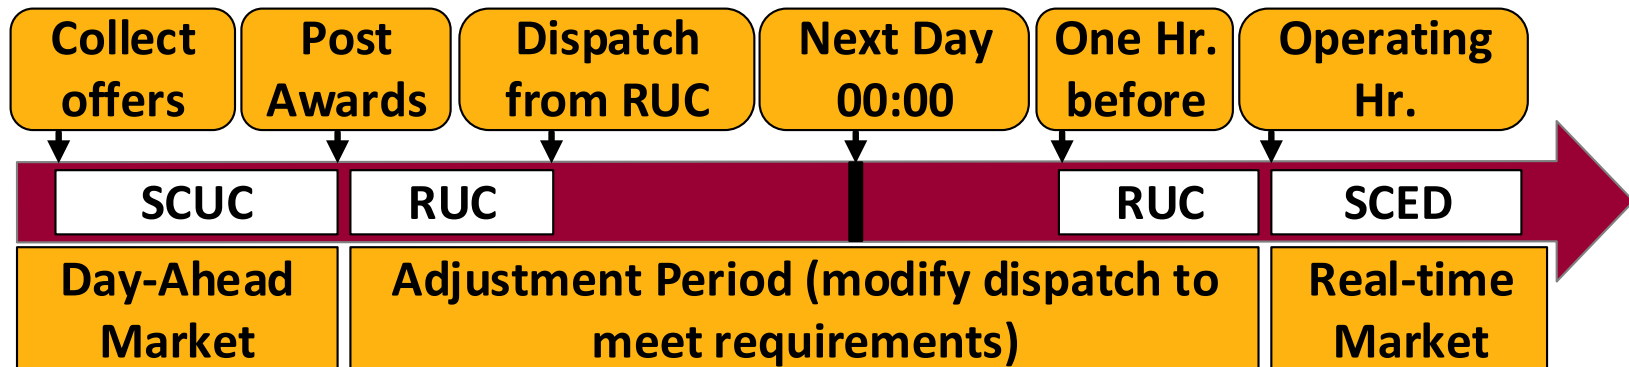 Collect
offers
Post
Awards
Dispatch
from RUC
Next Day
00:00
One Hr.
before
Operating
Hr.
SCUC
RUC
RUC
SCED
Day-Ahead
Market
Adjustment Period (modify dispatch to
meet requirements)
Real-time
Market